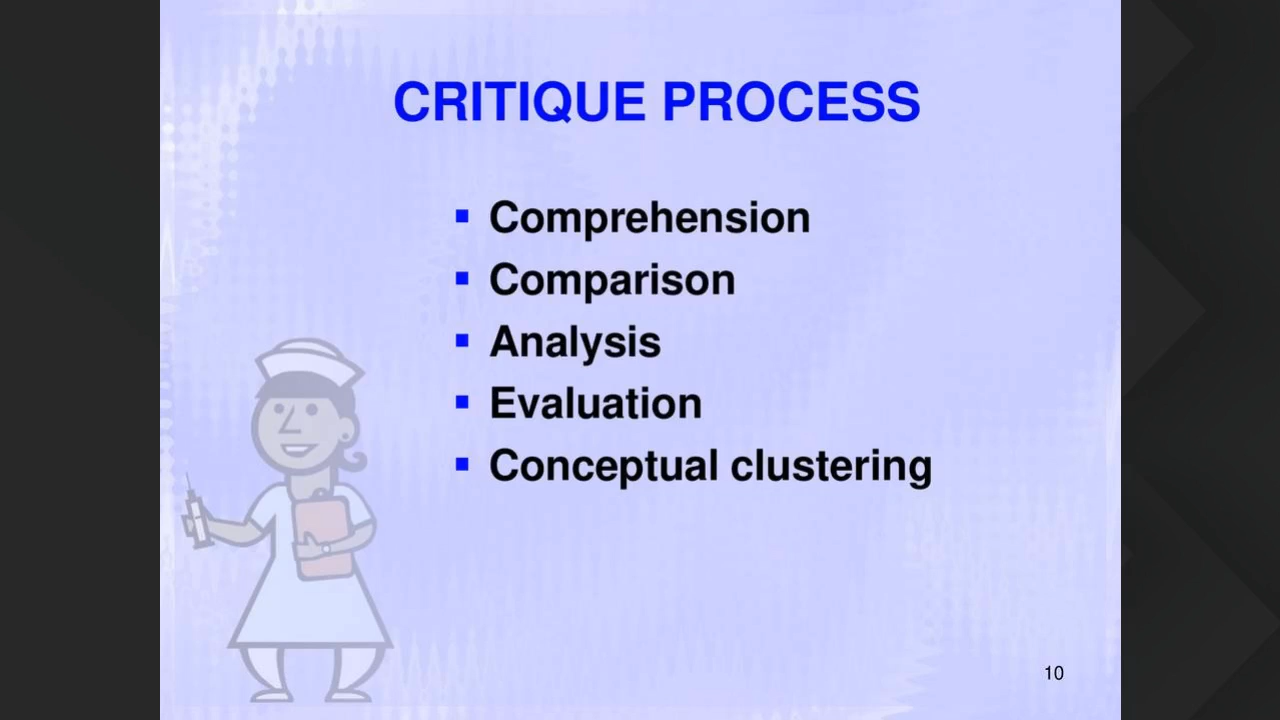 CRITIQUE PROCESS
▪ Comprehension
▪ Comparison
▪ Analysis
▪ Evaluation
▪ Conceptual clustering
10